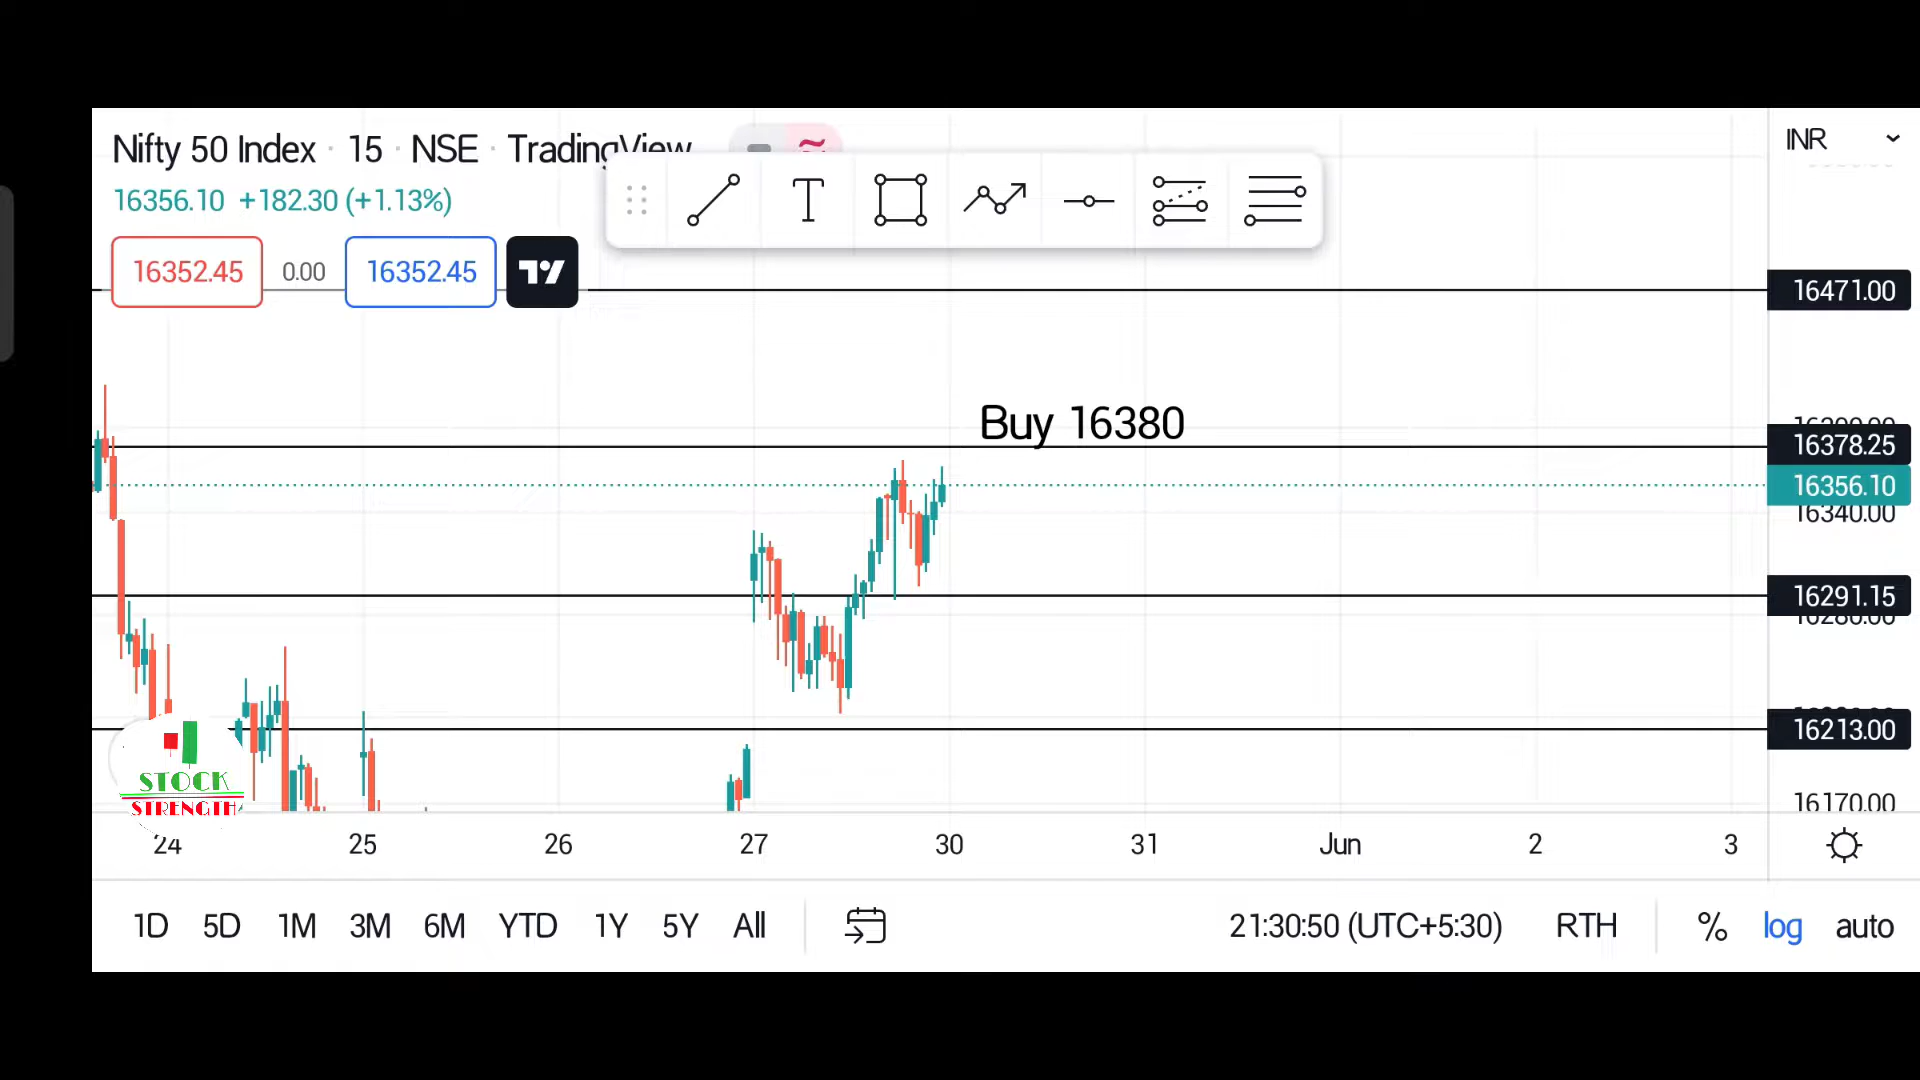 Nifty 50 Index · 15 · NSE · TradingView
INR
16356.10 +182.30 (+1.13%)
16352.45 0.00 16352.45
16471.00
Buy 16380
16378.25
16356.10
16340.00
16291.15
16280.00
16213.00
16170.00
STOCK
STRENGTH
24 25 26 27 30 31 Jun 2 3
1D 5D 1M 3M 6M YTD 1Y 5Y All 21:30:50 (UTC+5:30) RTH % log auto